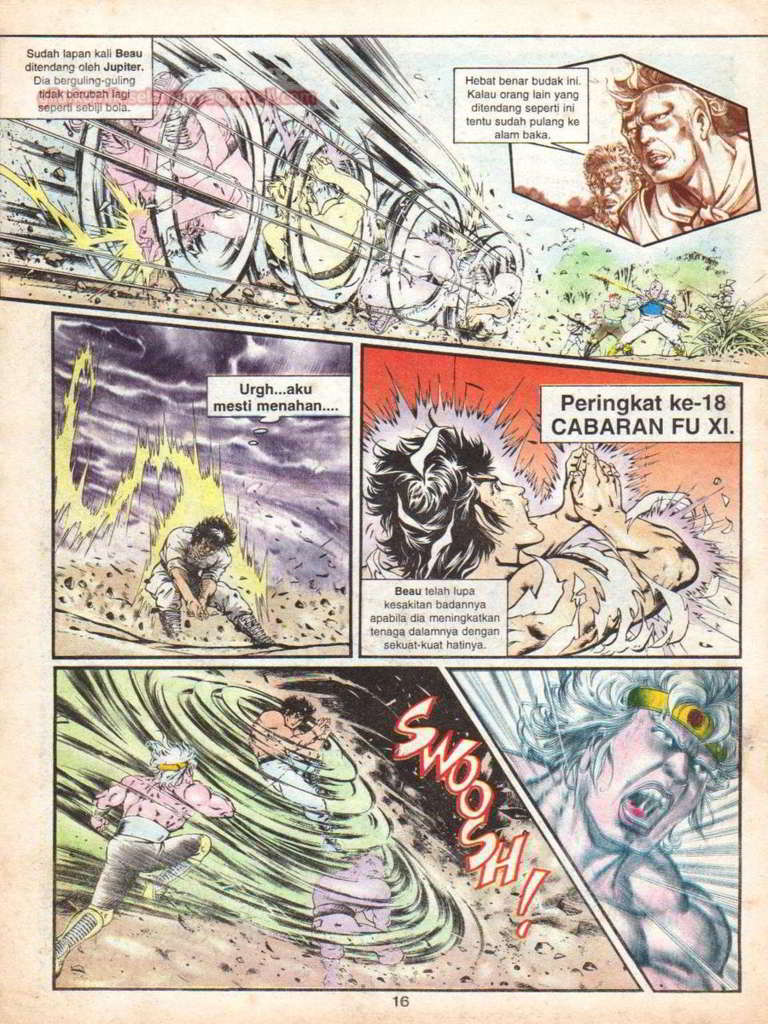 Sudah lapan kali Beau
ditendang oleh Jupiter.
Dia berguling-guling
tidak berubah lagi
seperti sebiji bola.
Hebat benar budak ini.
Kalau orang lain yang
ditendang seperti ini
tentu sudah pulang ke
alam baka.
Urgh...aku
mesti menahan....
Peringkat ke-18
CABARAN FU XI.
Beau telah lupa
kesakitan badannya
apabila dia meningkatkan
tenaga dalamnya dengan
sekuat-kuat hatinya.
SWOOSH!
16